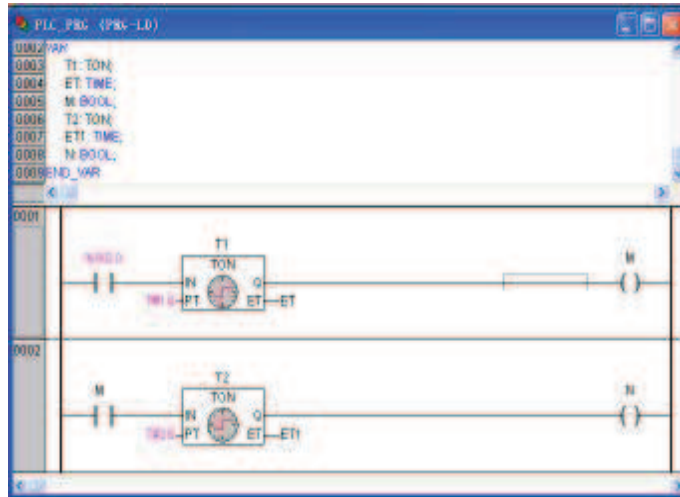 PLC_PRG (PRG-LD)
0002 VAR
0003 T1: TON;
0004 ET: TIME;
0005 M: BOOL;
0006 T2: TON;
0007 ET1: TIME;
0008 N: BOOL;
0009 END_VAR
0001
T1
M
TON
IN Q
PT ET ET
0002
T2
M N
TON
IN Q
PT ET ET1